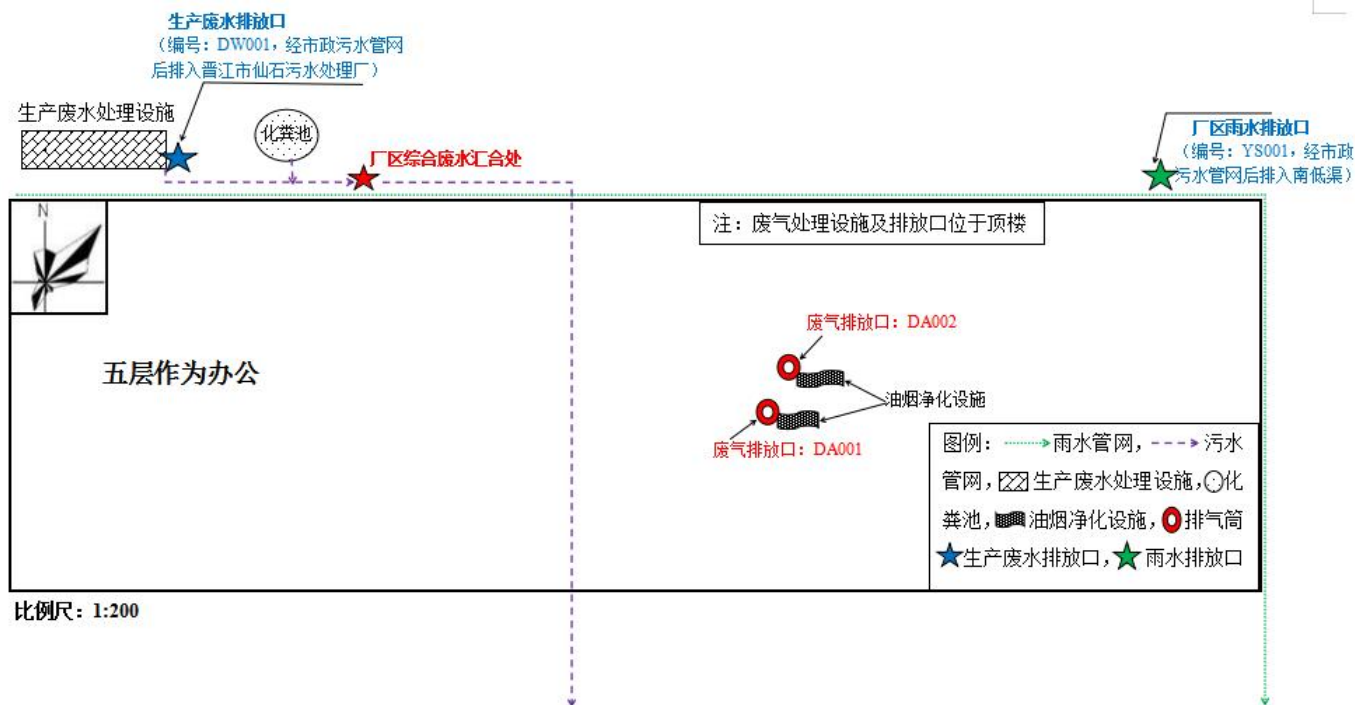 生产废水排放口
（编号：DW001，经市政污水管网
后排入晋江市仙石污水处理厂）
生产废水处理设施
化粪池
厂区综合废水汇合处
厂区雨水排放口
（编号：YS001，经市政
污水管网后排入南低渠）
N
注：废气处理设施及排放口位于顶楼
废气排放口：DA002
五层作为办公
油烟净化设施
废气排放口：DA001
图例：雨水管网，污水
管网，生产废水处理设施，化
粪池，油烟净化设施，排气筒
生产废水排放口，雨水排放口
比例尺：1:200